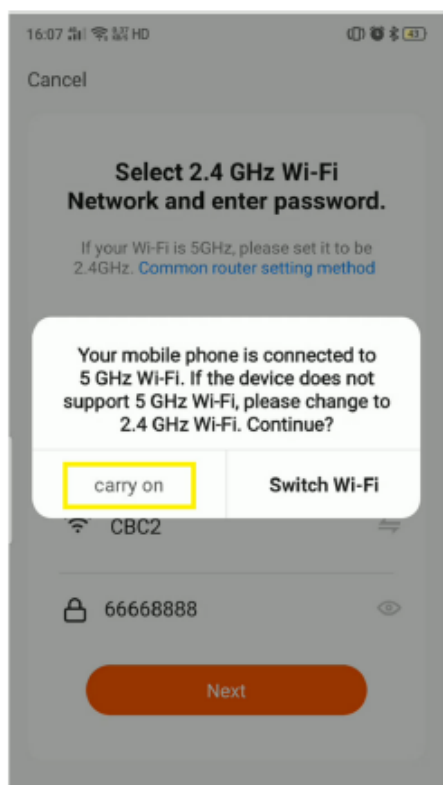 16:07 HD 43
Cancel
Select 2.4 GHz Wi-Fi
Network and enter password.
If your Wi-Fi is 5GHz, please set it to be
2.4GHz. Common router setting method
Your mobile phone is connected to
5 GHz Wi-Fi. If the device does not
support 5 GHz Wi-Fi, please change to
2.4 GHz Wi-Fi. Continue?
carry on Switch Wi-Fi
CBC2
66668888
Next